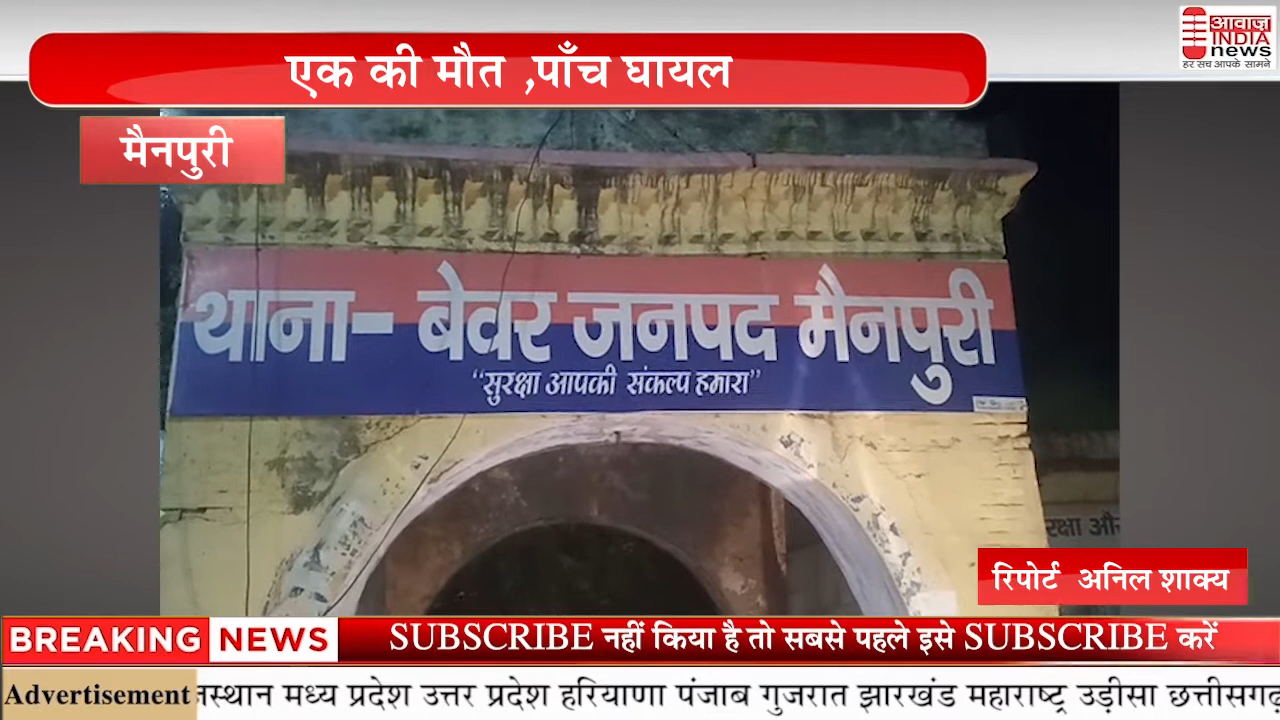 आवाज़
INDIA
news
हर सच आपके सामने
एक की मौत ,पाँच घायल
मैनपुरी
थाना- बेवर जनपद मैनपुरी
"सुरक्षा आपकी संकल्प हमारा"
रिपोर्ट अनिल शाक्य
BREAKING NEWS
SUBSCRIBE नहीं किया है तो सबसे पहले इसे SUBSCRIBE करें
Advertisement
मध्य प्रदेश उत्तर प्रदेश हरियाणा पंजाब गुजरात झारखंड महाराष्ट्र उड़ीसा छत्तीसगढ़